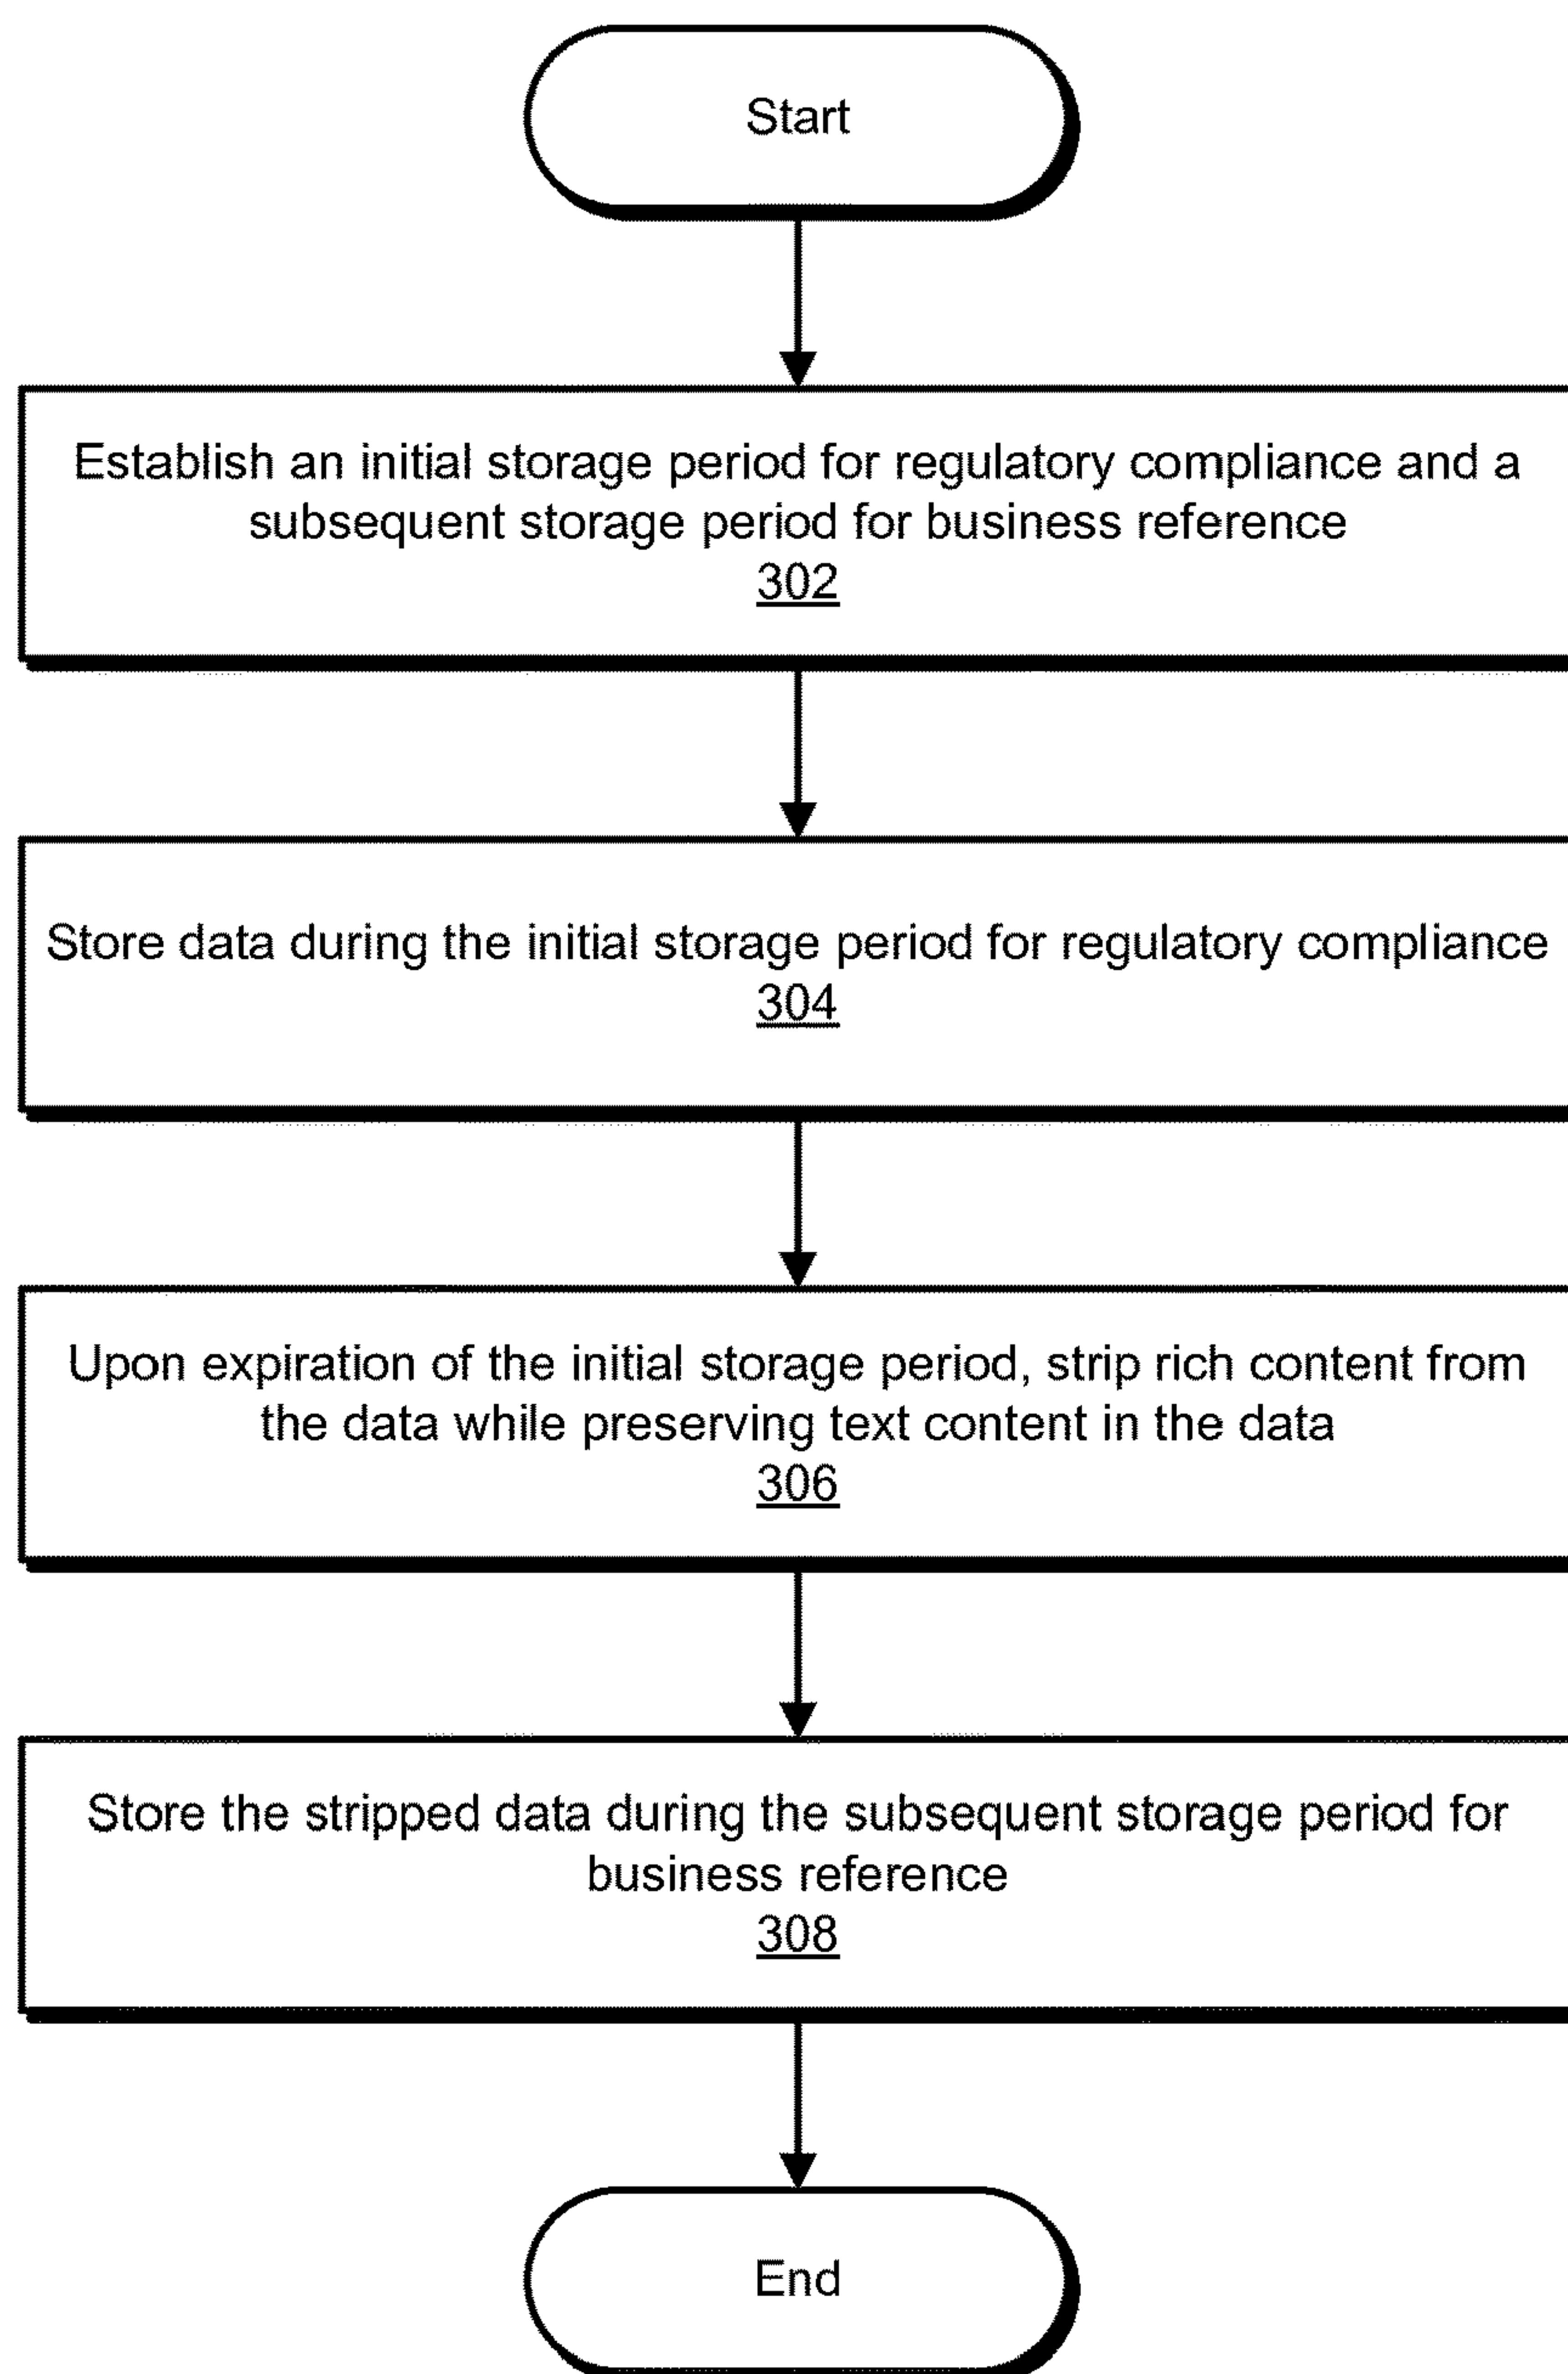 Start
Establish an initial storage period for regulatory compliance and a
subsequent storage period for business reference
302
Store data during the initial storage period for regulatory compliance
304
Upon expiration of the initial storage period, strip rich content from
the data while preserving text content in the data
306
Store the stripped data during the subsequent storage period for
business reference
308
End